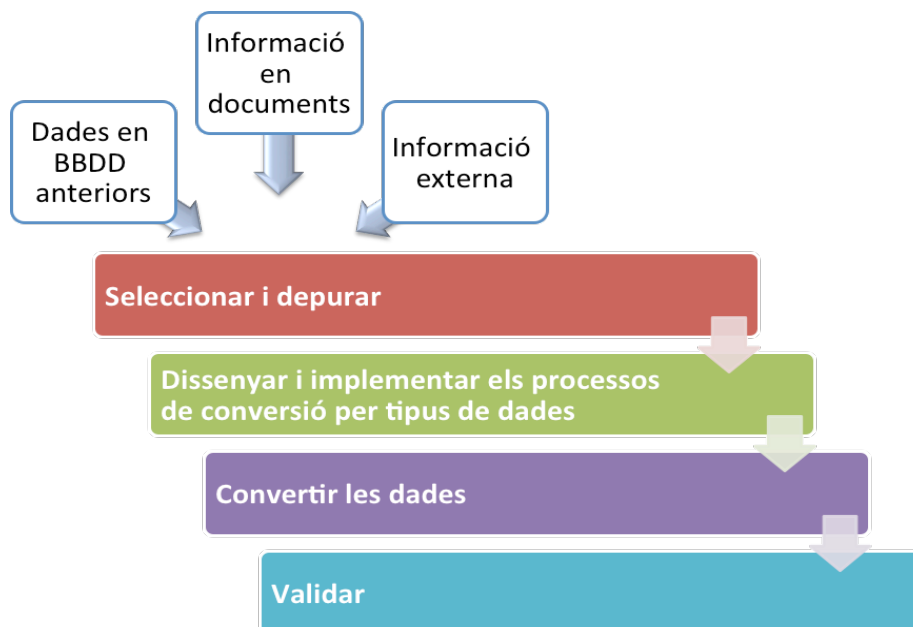 Informació
en
documents
Dades en
BBDD
anteriors
Informació
externa
Seleccionar i depurar
Dissenyar i implementar els processos
de conversió per tipus de dades
Convertir les dades
Validar